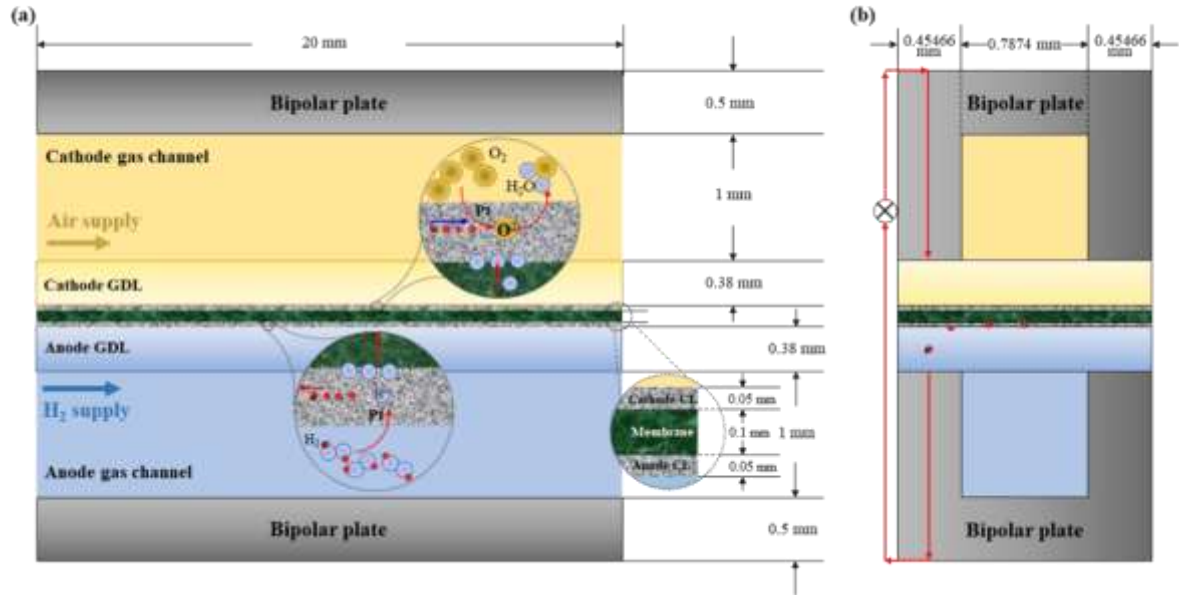 (a)
20 mm
Bipolar plate
0.5 mm
Cathode gas channel
O2
H2O
Pt
O
1 mm
Air supply
Cathode GDL
0.38 mm
Anode GDL
0.38 mm
H2 supply
Pt
H2
Cathode CL
0.05 mm
Membrane
0.1 mm
1 mm
Anode CL
0.05 mm
Anode gas channel
Bipolar plate
0.5 mm
(b)
0.45466
mm
0.7874 mm
0.45466
mm
Bipolar plate
Bipolar plate